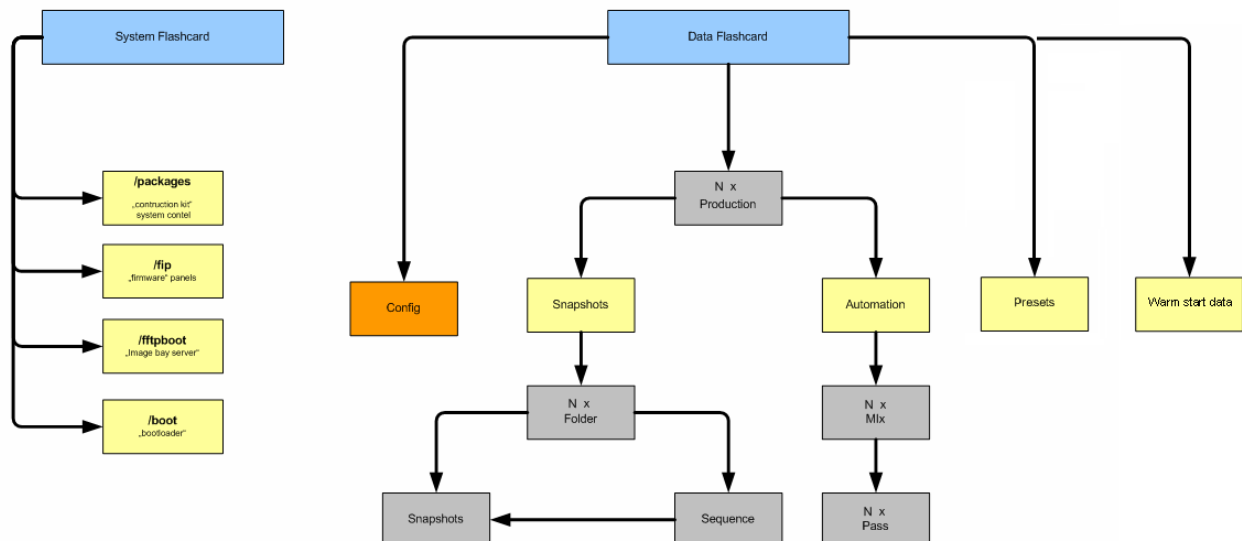 System Flashcard
Data Flashcard
/packages
„contruction kit"
system contel
/fip
„firmware" panels
/fftpboot
„Image bay server"
/boot
„bootloader"
N x
Production
Config
Snapshots
Automation
Presets
Warm start data
N x
Folder
N x
MIx
Snapshots
Sequence
N x
Pass